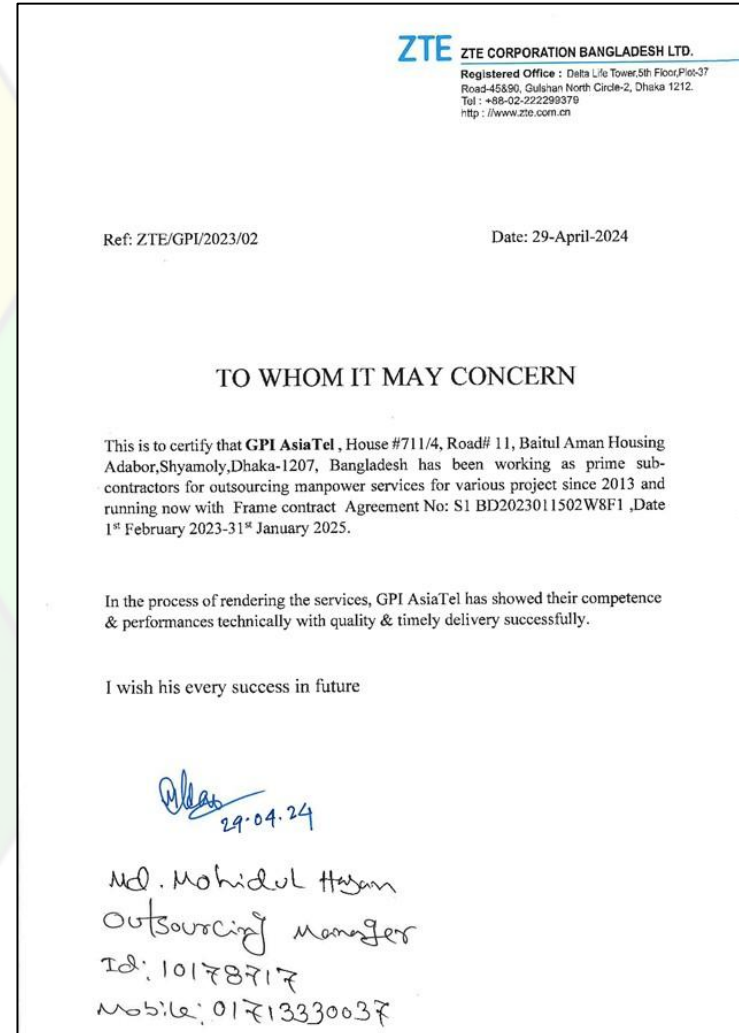 ZTE ZTE CORPORATION BANGLADESH LTD.
Registered Office : Delta Life Tower,5th Floor,Plot-37
Road-45&90, Gulshan North Circle-2, Dhaka 1212.
Tel : +88-02-222299379
http : //www.zte.com.cn
Ref: ZTE/GPI/2023/02 Date: 29-April-2024
TO WHOM IT MAY CONCERN
This is to certify that GPI AsiaTel , House #711/4, Road# 11, Baitul Aman Housing
Adabor,Shyamoly,Dhaka-1207, Bangladesh has been working as prime sub-
contractors for outsourcing manpower services for various project since 2013 and
running now with Frame contract Agreement No: S1 BD2023011502W8F1 ,Date
1st February 2023-31st January 2025.
In the process of rendering the services, GPI AsiaTel has showed their competence
& performances technically with quality & timely delivery successfully.
I wish his every success in future
29.04.24
Md. Mohidul Hasan
Outsourcing Manager
Id: 10178717
Mobile: 01713330037